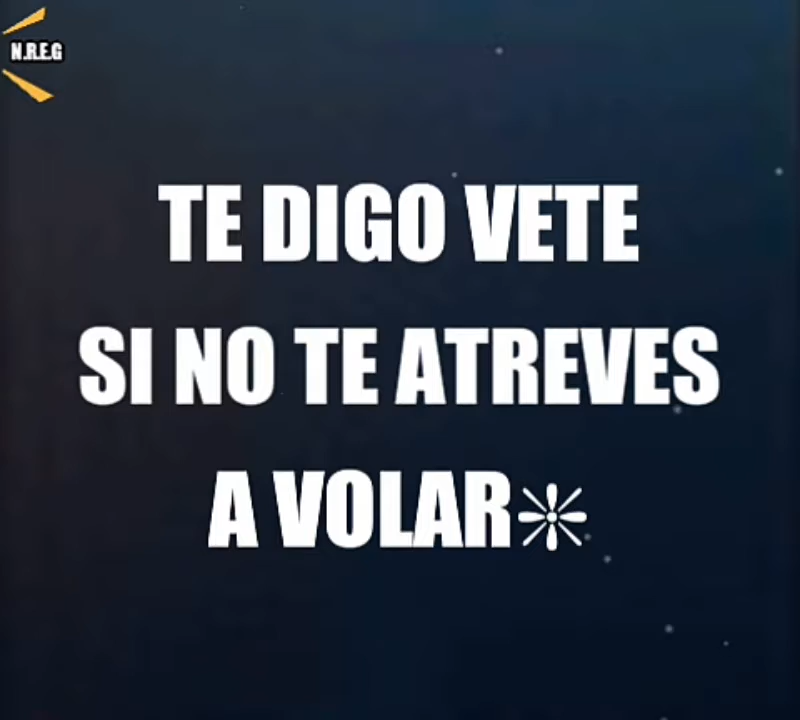 N.R.E.G
TE DIGO VETE
SI NO TE ATREVES
A VOLAR